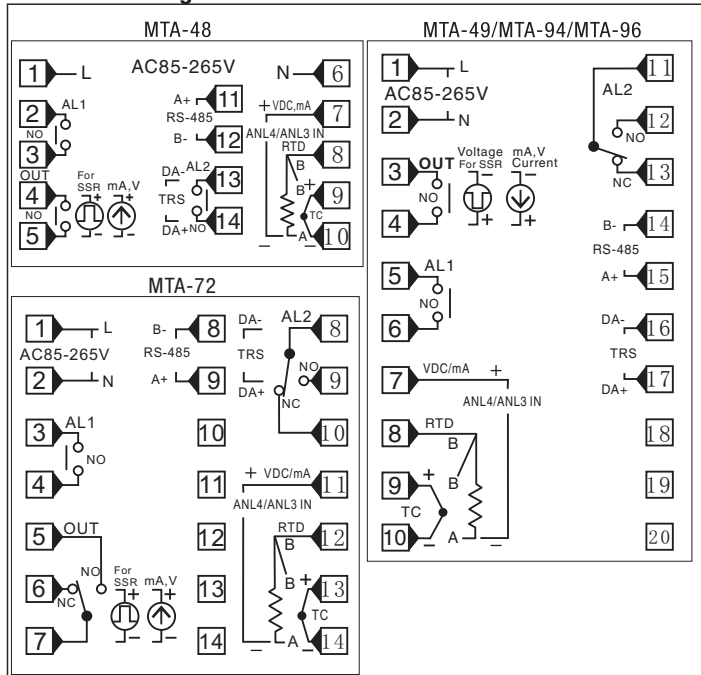 MTA-48
1 L AC85-265V N 6
2 AL1 A+ 11 + VDC,mA 7
RS-485
NO B- 12 ANL4/ANL3 IN
3 RTD 8
B
OUT For SSR mA,V DA- AL2 13
4 + + TRS B + 9
NO TC
5 - - DA+ NO 14 - A - 10
MTA-72
1 L B- 8 DA- AL2 8
AC85-265V RS-485 TRS NO
2 N A+ 9 DA+ 9
NC
3 AL1 10 10
NO
4 11 + VDC/mA 11
ANL4/ANL3 IN
5 OUT 12 RTD 12
B
For SSR mA,V
6 NC NO + + 13 B + 13
TC
7 - - 14 - A - 14
MTA-49/MTA-94/MTA-96
1 L 11
AC85-265V AL2
2 N 12
NO
3 OUT Voltage For SSR mA,V Current 13
NO - - NC
4 + + B- 14
RS-485
5 AL1 A+ 15
NO
6 DA- 16
TRS
7 VDC/mA + DA+ 17
ANL4/ANL3 IN
8 RTD B 18
B
9 + 19
TC
10 - A - 20